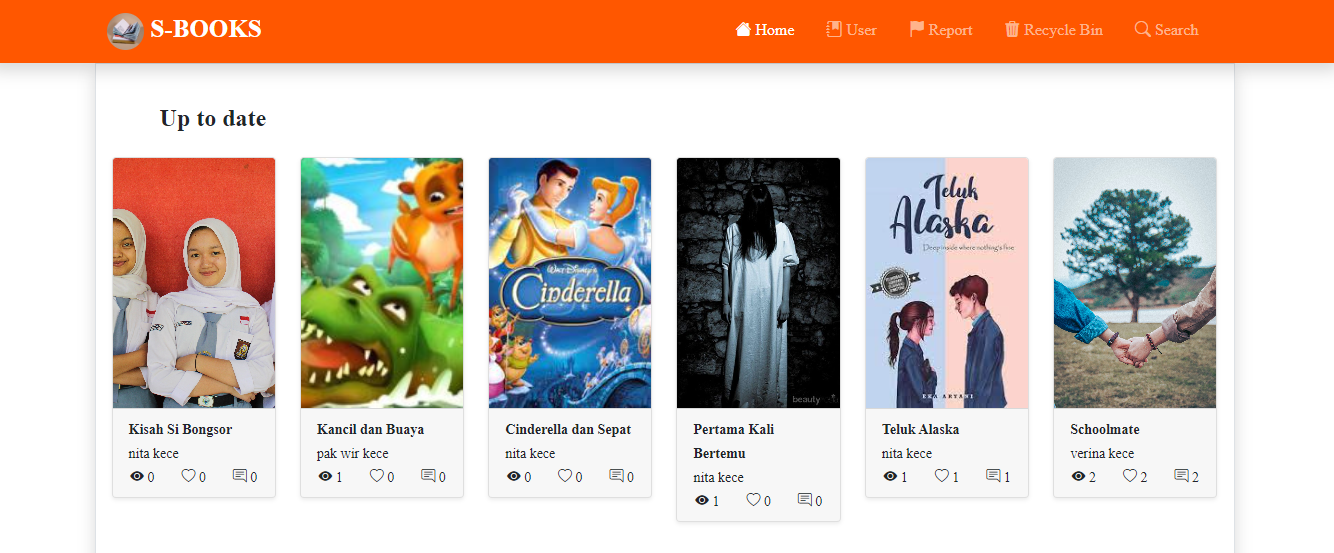 S-BOOKS
Home
User
Report
Recycle Bin
Search
Up to date
WALT DISNEY'S
Cinderella
beauty
Teluk
Alaska
Deep inside where nothing's fine
EKA ARYANI
Kisah Si Bongsor
nita kece
0 0 0
Kancil dan Buaya
pak wir kece
1 0 0
Cinderella dan Sepat
nita kece
0 0 0
Pertama Kali
Bertemu
nita kece
1 0 0
Teluk Alaska
nita kece
1 1 1
Schoolmate
verina kece
2 2 2